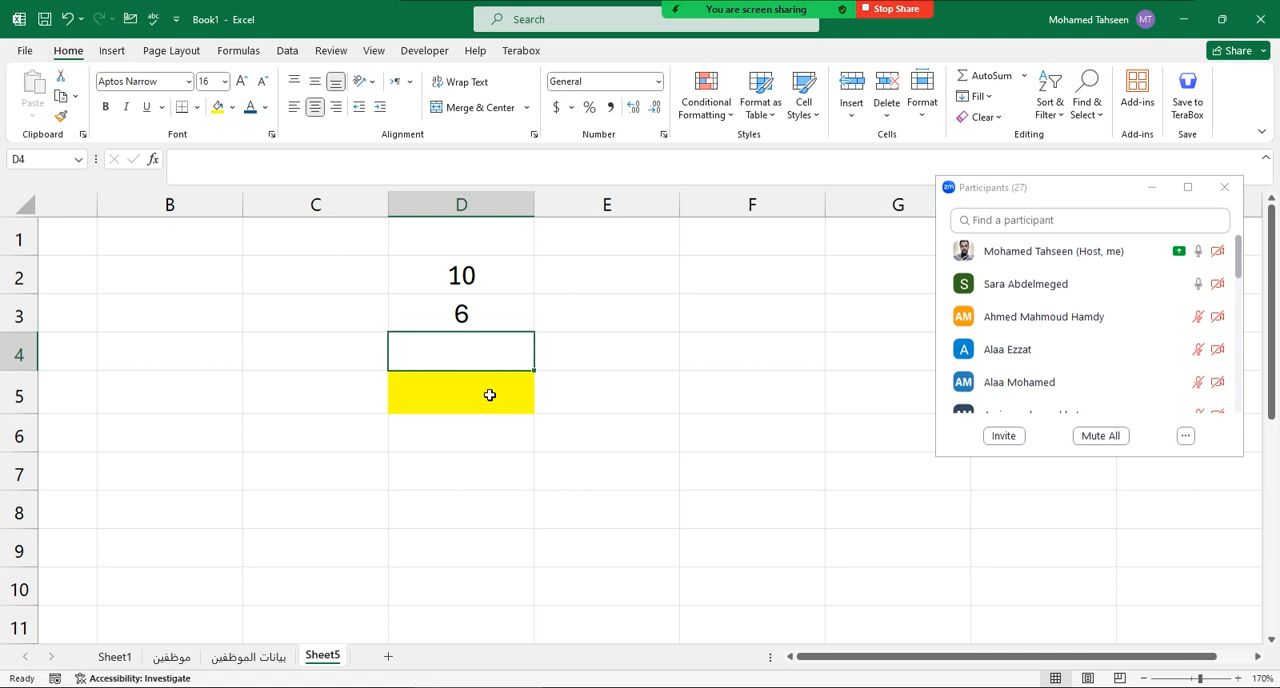 Book1 - Excel
Search
You are screen sharing
Stop Share
Mohamed Tahseen MT
File Home Insert Page Layout Formulas Data Review View Developer Help Terabox
Share
Paste
Clipboard
Aptos Narrow 16
B I U
Font
Wrap Text
Merge & Center
Alignment
General
$ % ,
Number
Conditional Formatting
Format as Table
Cell Styles
Styles
Insert Delete Format
Cells
AutoSum
Fill
Clear
Sort & Filter
Find & Select
Editing
Add-ins
Add-ins
Save to TeraBox
Save
D4
fx
B C D E F G
1
2 10
3 6
4
5
6
7
8
9
10
11
Participants (27)
Find a participant
Mohamed Tahseen (Host, me)
S Sara Abdelmeged
AM Ahmed Mahmoud Hamdy
A Alaa Ezzat
AM Alaa Mohamed
Invite Mute All ...
Sheet1 موظفين بيانات الموظفين Sheet5
Ready Accessibility: Investigate 170%